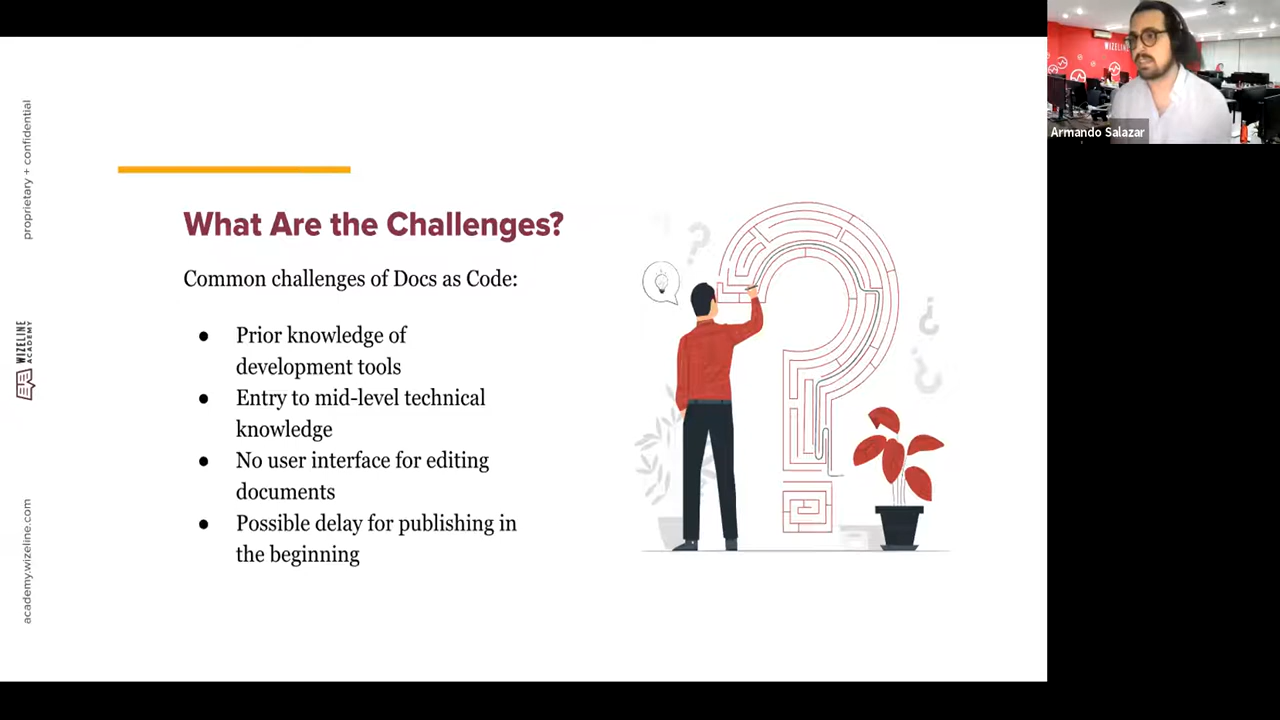 What Are the Challenges?
Common challenges of Docs as Code:
● Prior knowledge of
development tools
● Entry to mid-level technical
knowledge
● No user interface for editing
documents
● Possible delay for publishing in
the beginning
proprietary + confidential
WIZELINE
ACADEMY
academy.wizeline.com
WIZELINE
Armando Salazar